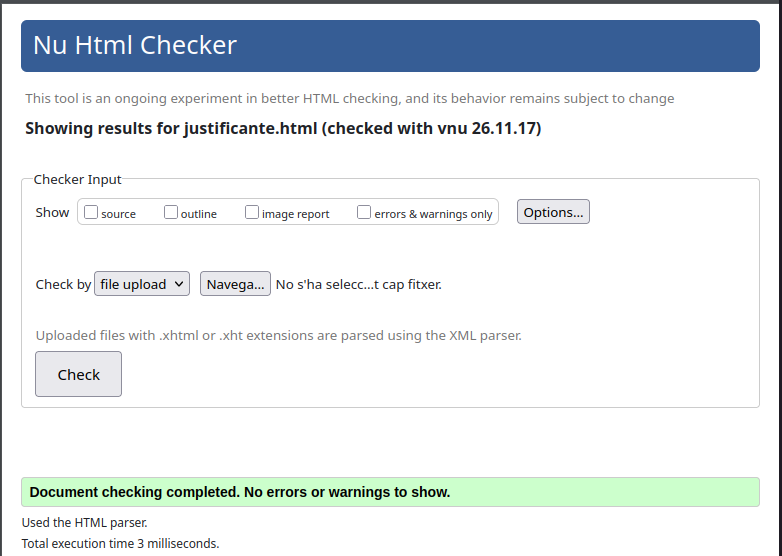 Nu Html Checker
This tool is an ongoing experiment in better HTML checking, and its behavior remains subject to change
Showing results for justificante.html (checked with vnu 26.11.17)
Checker Input
Show source outline image report errors & warnings only Options...
Check by file upload Navega... No s'ha selecc...t cap fitxer.
Uploaded files with .xhtml or .xht extensions are parsed using the XML parser.
Check
Document checking completed. No errors or warnings to show.
Used the HTML parser.
Total execution time 3 milliseconds.